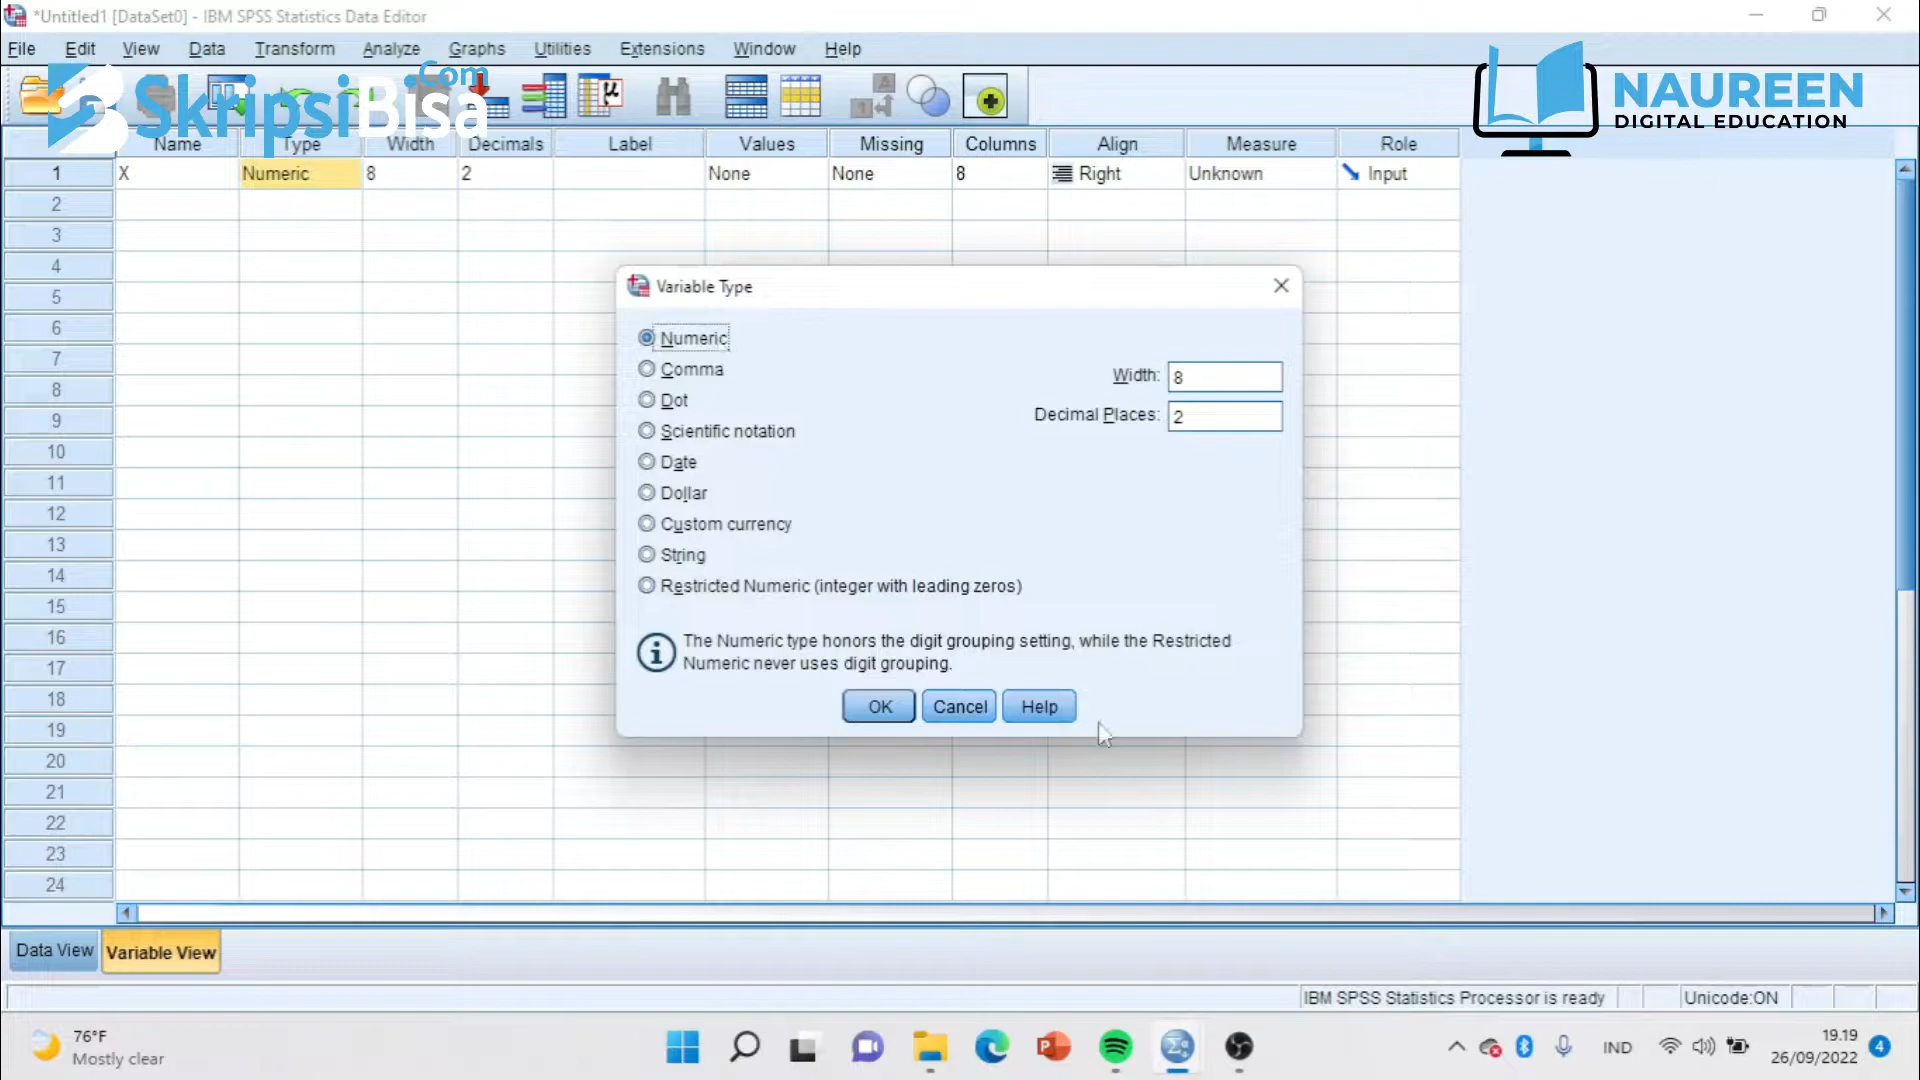 *Untitled1 [DataSet0] - IBM SPSS Statistics Data Editor
File Edit View Data Transform Analyze Graphs Utilities Extensions Window Help
SkripsiBisa
.Com
NAUREEN
DIGITAL EDUCATION
Name Type Width Decimals Label Values Missing Columns Align Measure Role
1 X Numeric 8 2 None None 8 Right Unknown Input
2
3
4
5
6
7
8
9
10
11
12
13
14
15
16
17
18
19
20
21
22
23
24
Variable Type
Numeric
Comma
Dot
Scientific notation
Date
Dollar
Custom currency
String
Restricted Numeric (integer with leading zeros)
Width: 8
Decimal Places: 2
The Numeric type honors the digit grouping setting, while the Restricted
Numeric never uses digit grouping.
OK Cancel Help
Data View Variable View
IBM SPSS Statistics Processor is ready Unicode:ON
76°F
Mostly clear
IND
19.19
26/09/2022
4